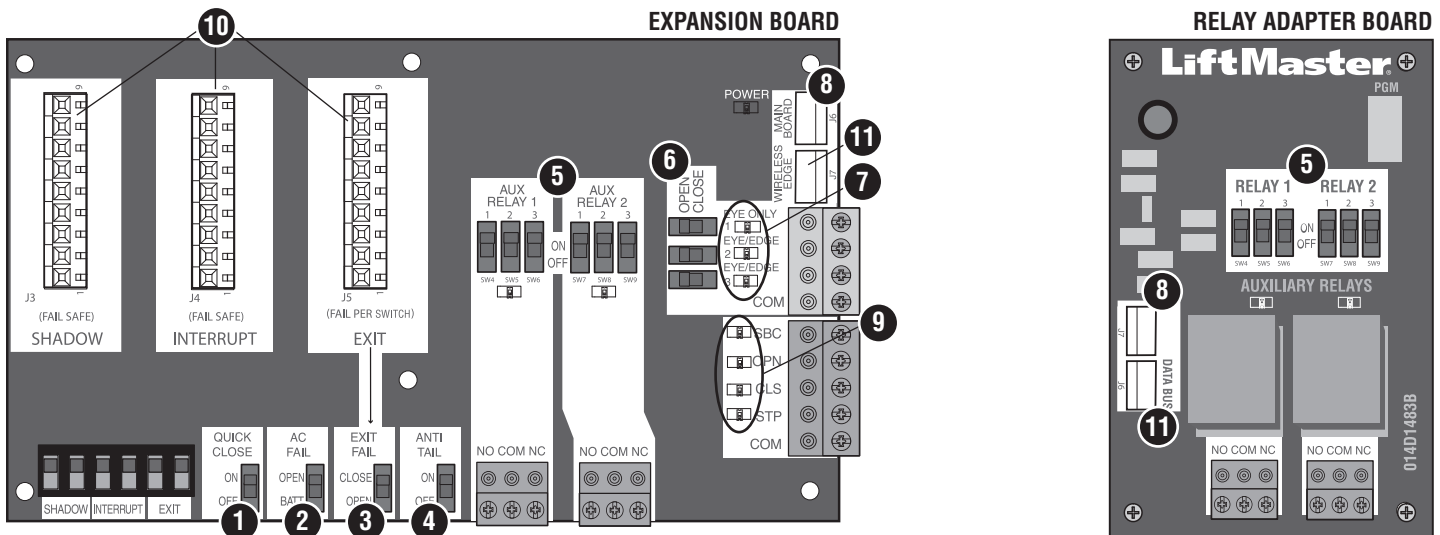 EXPANSION BOARD
RELAY ADAPTER BOARD
10
9
9
9
1
1
1
J3
J4
J5
(FAIL SAFE)
SHADOW
(FAIL SAFE)
INTERRUPT
(FAIL PER SWITCH)
EXIT
SHADOW INTERRUPT EXIT
QUICK
CLOSE
ON
OFF
1
AC
FAIL
OPEN
BATT
2
EXIT
FAIL
CLOSE
OPEN
3
ANTI
TAIL
ON
OFF
4
5
AUX
RELAY 1
1 2 3
SW4 SW5 SW6
ON
OFF
AUX
RELAY 2
1 2 3
SW7 SW8 SW9
NO COM NC
NO COM NC
POWER
8
MAIN
BOARD
J6
WIRELESS
EDGE
J7
11
6
OPEN
CLOSE
7
EYE ONLY
1
EYE/EDGE
2
EYE/EDGE
3
COM
9
SBC
OPN
CLS
STP
COM
LiftMaster
PGM
5
RELAY 1 RELAY 2
1 2 3
1 2 3
ON
OFF
SW4 SW5 SW6
SW7 SW8 SW9
AUXILIARY RELAYS
8
J7
J6
DATA BUS
11
NO COM NC
NO COM NC
014D1483B